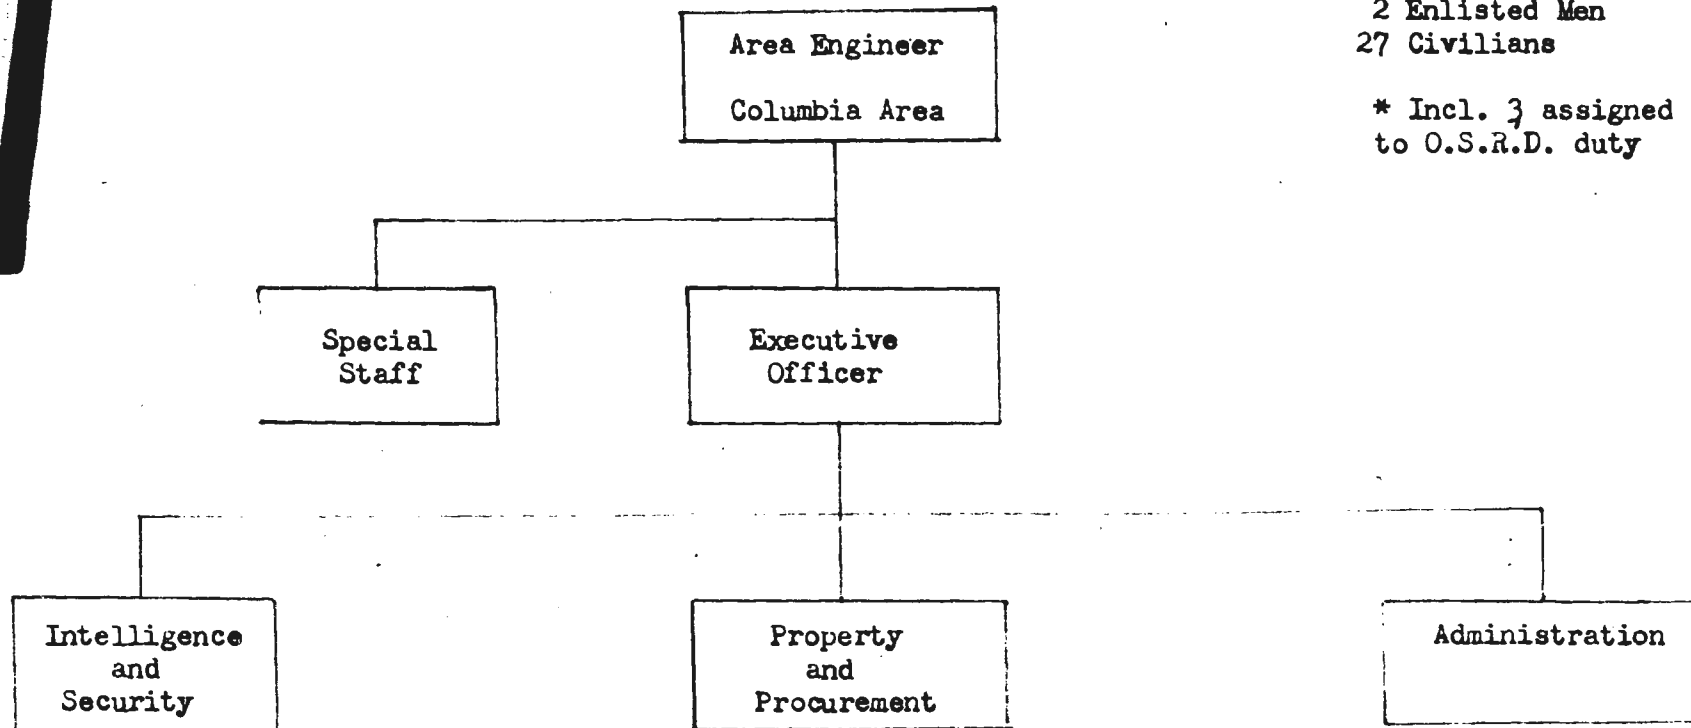 2 Enlisted Men
27 Civilians
* Incl. 3 assigned
to O.S.R.D. duty
Area Engineer
Columbia Area
Special
Staff
Executive
Officer
Intelligence
and
Security
Property
and
Procurement
Administration